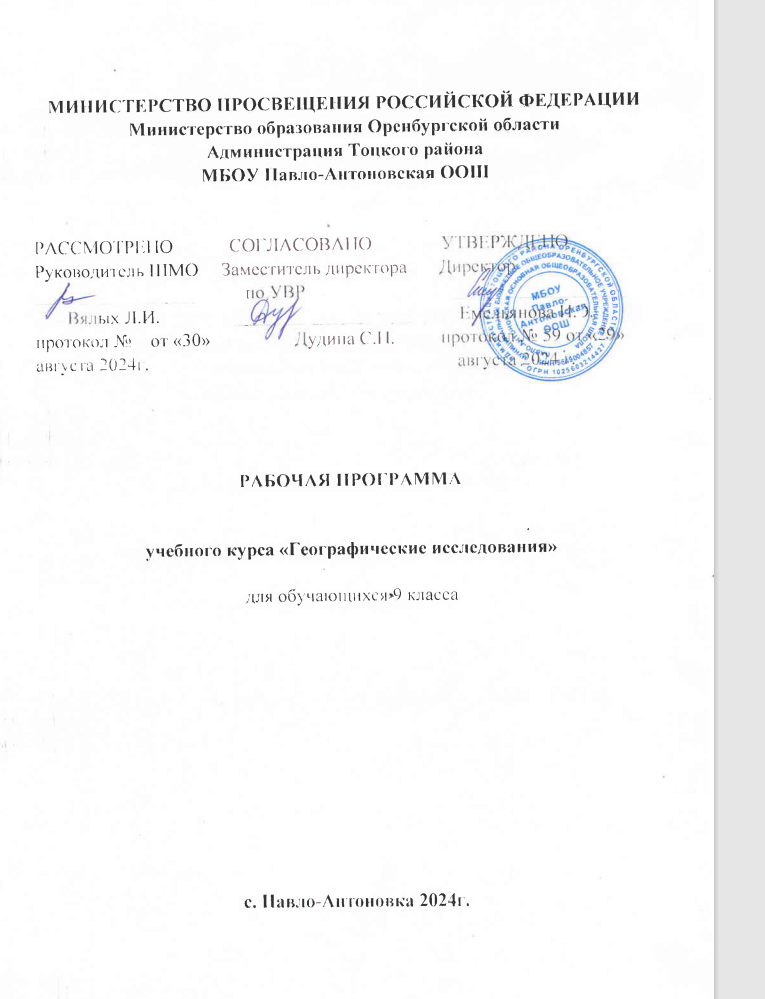 МИНИСТЕРСТВО ПРОСВЕЩЕНИЯ РОССИЙСКОЙ ФЕДЕРАЦИИ
Министерство образования Оренбургской области
Администрация Тоцкого района
МБОУ Павло-Антоновская ООШ
РАССМОТРЕНО
Руководитель ШМО
Вялых Л.И.
протокол № от «30»
августа 2024г.
СОГЛАСОВАНО
Заместитель директора
по УВР
Дудина С.П.
УТВЕРЖДЕНО
Директор
Емельянова
протокол № 59 от «29»
августа 2024
МБОУ
Павло-
Антоновская
ООШ
РАБОЧАЯ ПРОГРАММА
учебного курса «Географические исследования»
для обучающихся 9 класса
с. Павло-Антоновка 2024г.